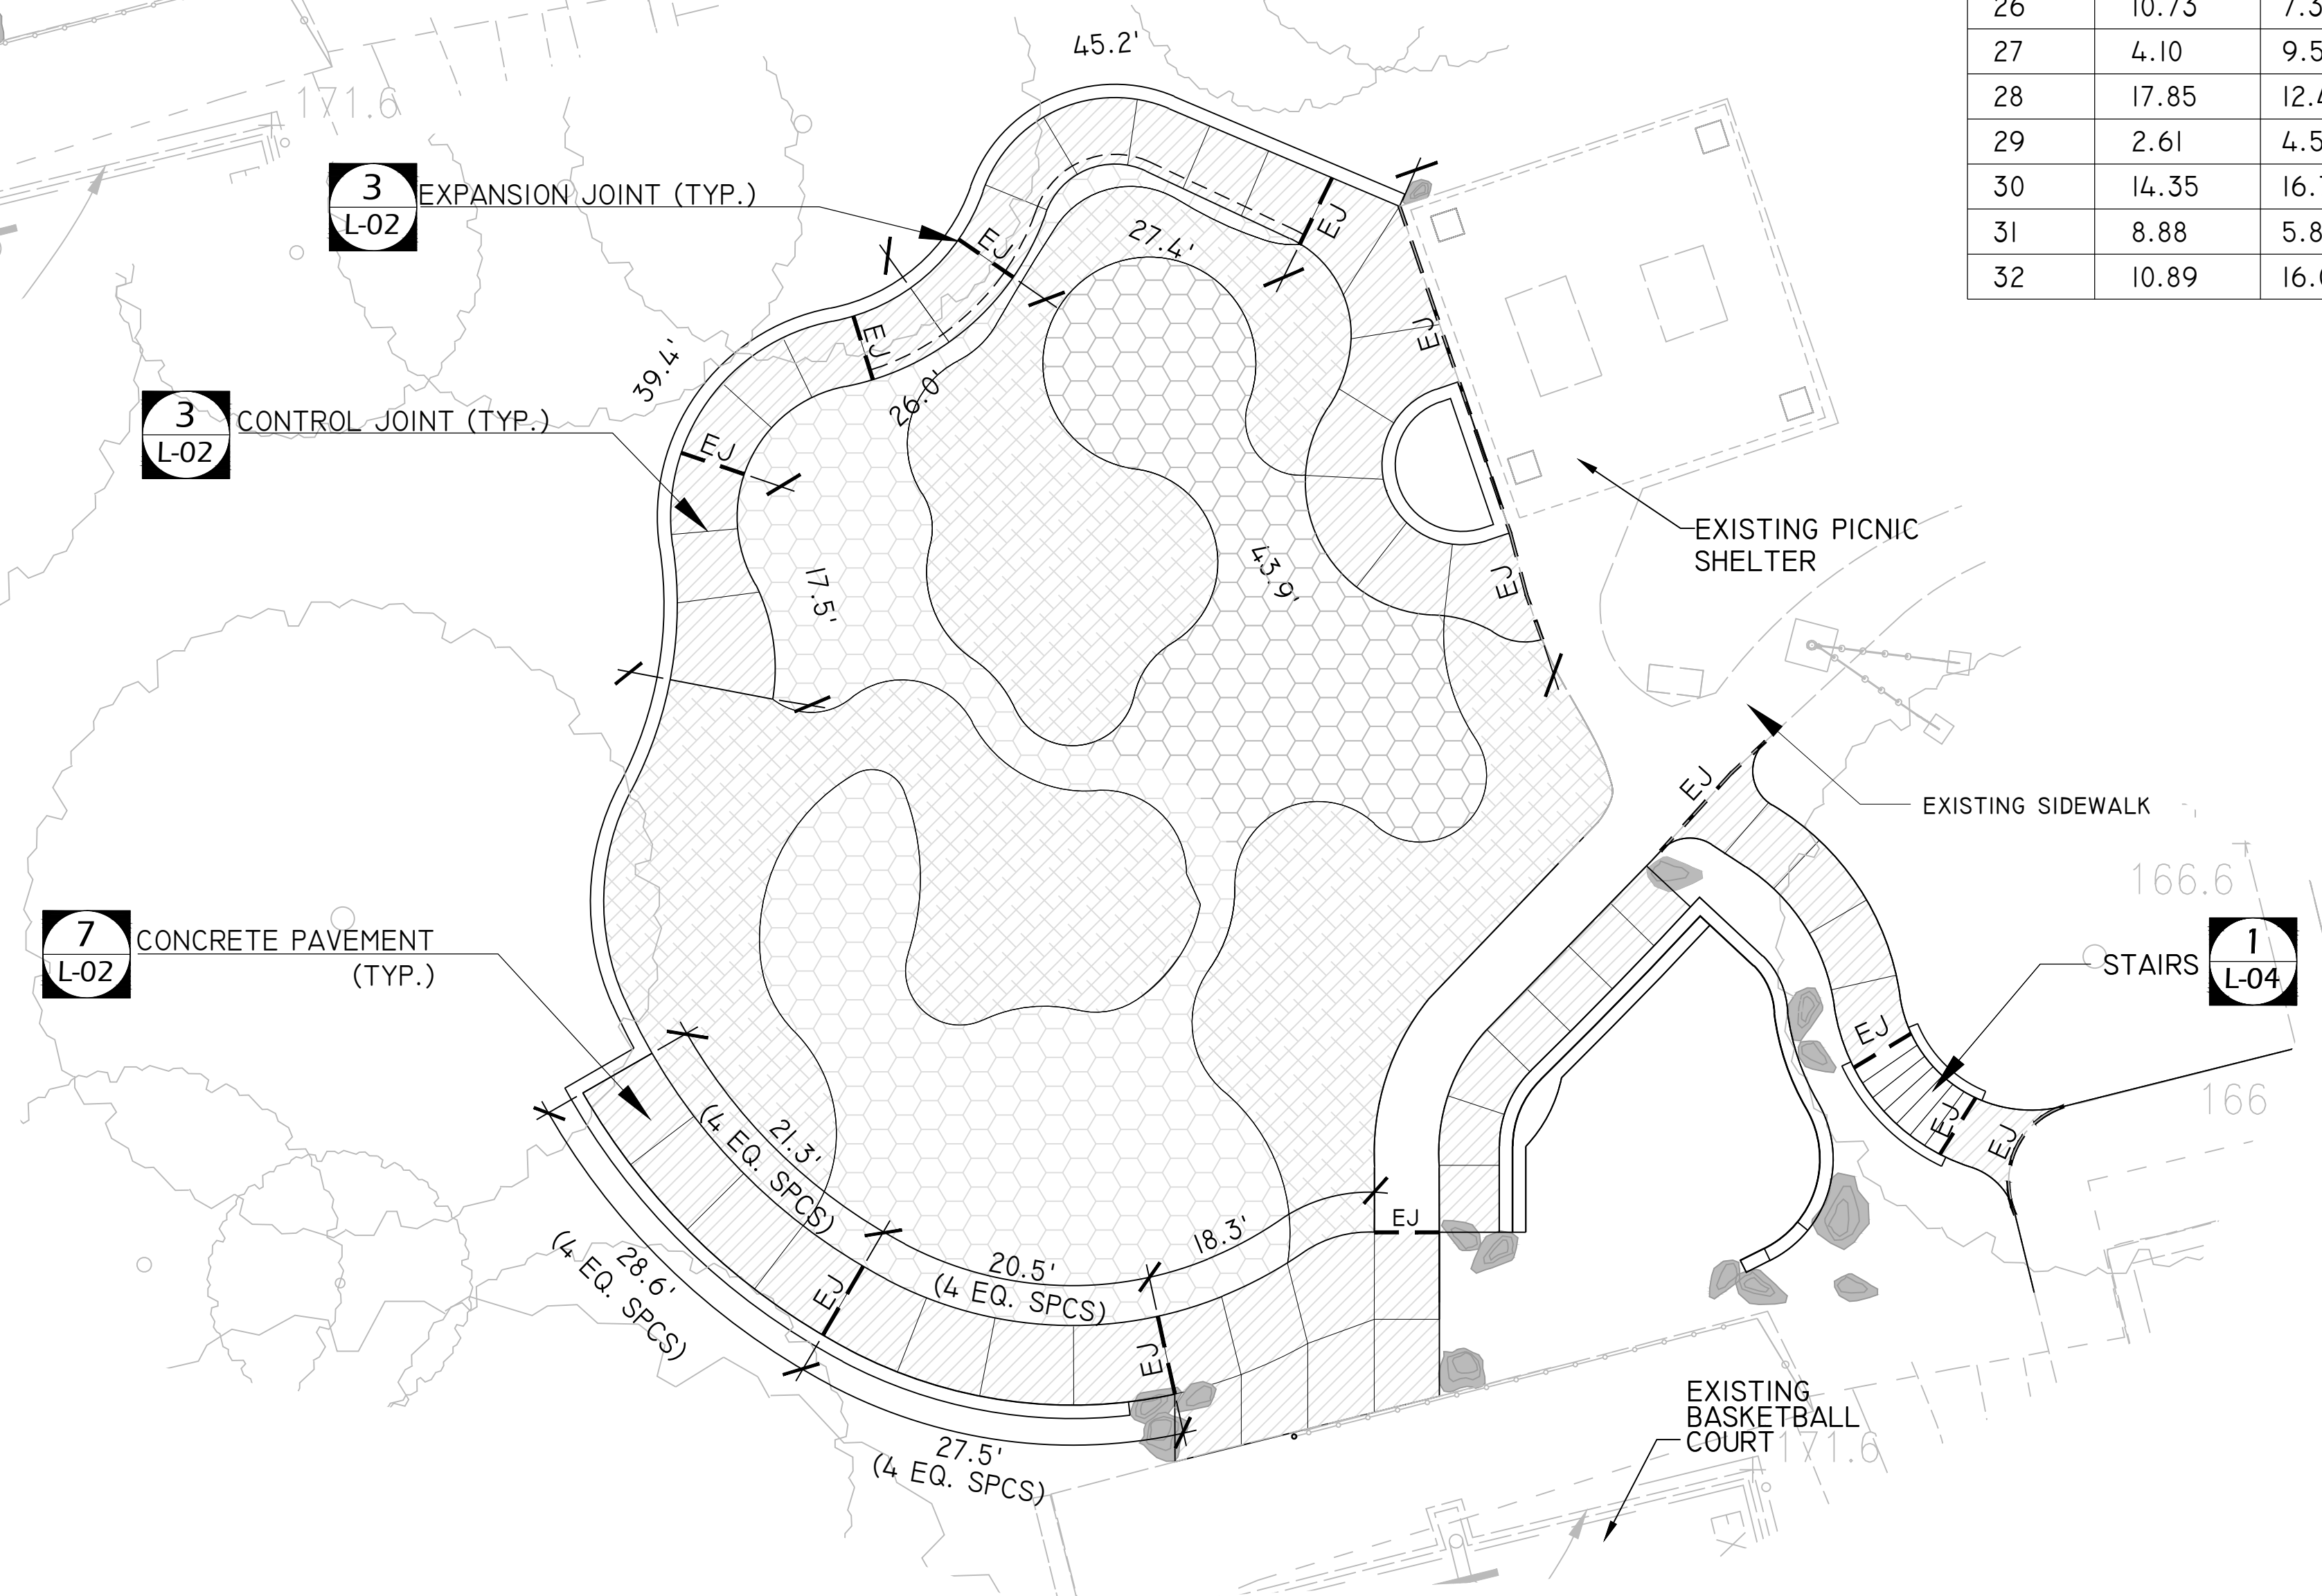 26 10.73
27 4.10
28 17.85
29 2.61
30 14.35
31 8.88
32 10.89
45.2'
171.6
3
L-02
EXPANSION JOINT (TYP.)
EJ
EJ
27.4'
EJ
EJ
39.4'
26.0'
3
L-02
CONTROL JOINT (TYP.)
EJ
EXISTING PICNIC
SHELTER
17.5'
43.9'
EJ
EJ
EXISTING SIDEWALK
166.6
7
L-02
CONCRETE PAVEMENT
(TYP.)
STAIRS
1
L-04
EJ
EJ
EJ
166
21.3'
(4 EQ. SPCS)
28.6'
(4 EQ. SPCS)
EJ
20.5'
(4 EQ. SPCS)
18.3'
EJ
EJ
27.5'
(4 EQ. SPCS)
EXISTING
BASKETBALL
COURT
171.6